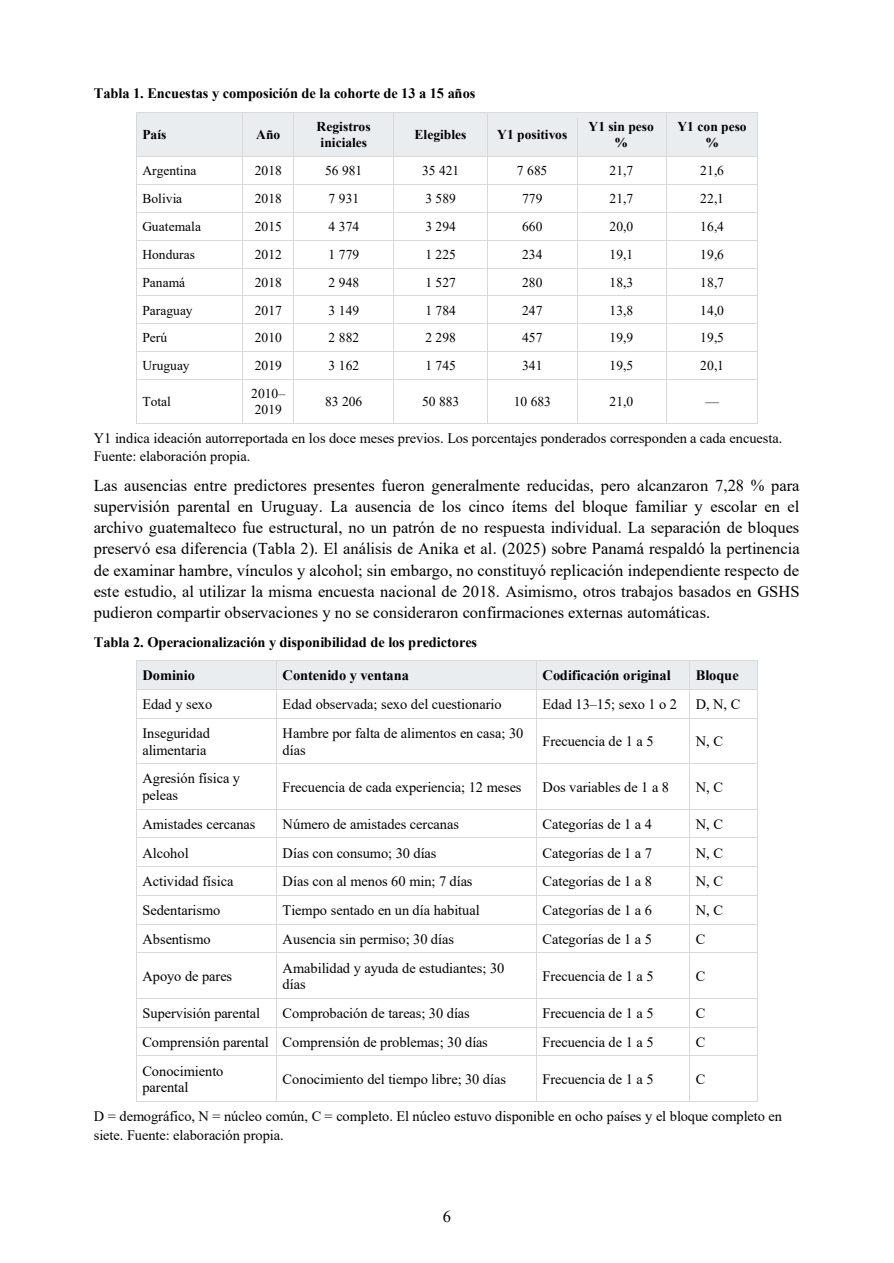 Tabla 1. Encuestas y composición de la cohorte de 13 a 15 años
País Año Registros iniciales Elegibles Y1 positivos Y1 sin peso % Y1 con peso %
Argentina 2018 56 981 35 421 7 685 21,7 21,6
Bolivia 2018 7 931 3 589 779 21,7 22,1
Guatemala 2015 4 374 3 294 660 20,0 16,4
Honduras 2012 1 779 1 225 234 19,1 19,6
Panamá 2018 2 948 1 527 280 18,3 18,7
Paraguay 2017 3 149 1 784 247 13,8 14,0
Perú 2010 2 882 2 298 457 19,9 19,5
Uruguay 2019 3 162 1 745 341 19,5 20,1
Total 2010–2019 83 206 50 883 10 683 21,0 —
Y1 indica ideación autorreportada en los doce meses previos. Los porcentajes ponderados corresponden a cada encuesta.
Fuente: elaboración propia.
Las ausencias entre predictores presentes fueron generalmente reducidas, pero alcanzaron 7,28 % para
supervisión parental en Uruguay. La ausencia de los cinco ítems del bloque familiar y escolar en el
archivo guatemalteco fue estructural, no un patrón de no respuesta individual. La separación de bloques
preservó esa diferencia (Tabla 2). El análisis de Anika et al. (2025) sobre Panamá respaldó la pertinencia
de examinar hambre, vínculos y alcohol; sin embargo, no constituyó replicación independiente respecto de
este estudio, al utilizar la misma encuesta nacional de 2018. Asimismo, otros trabajos basados en GSHS
pudieron compartir observaciones y no se consideraron confirmaciones externas automáticas.
Tabla 2. Operacionalización y disponibilidad de los predictores
Dominio Contenido y ventana Codificación original Bloque
Edad y sexo Edad observada; sexo del cuestionario Edad 13–15; sexo 1 o 2 D, N, C
Inseguridad alimentaria Hambre por falta de alimentos en casa; 30 días Frecuencia de 1 a 5 N, C
Agresión física y peleas Frecuencia de cada experiencia; 12 meses Dos variables de 1 a 8 N, C
Amistades cercanas Número de amistades cercanas Categorías de 1 a 4 N, C
Alcohol Días con consumo; 30 días Categorías de 1 a 7 N, C
Actividad física Días con al menos 60 min; 7 días Categorías de 1 a 8 N, C
Sedentarismo Tiempo sentado en un día habitual Categorías de 1 a 6 N, C
Absentismo Ausencia sin permiso; 30 días Categorías de 1 a 5 C
Apoyo de pares Amabilidad y ayuda de estudiantes; 30 días Frecuencia de 1 a 5 C
Supervisión parental Comprobación de tareas; 30 días Frecuencia de 1 a 5 C
Comprensión parental Comprensión de problemas; 30 días Frecuencia de 1 a 5 C
Conocimiento parental Conocimiento del tiempo libre; 30 días Frecuencia de 1 a 5 C
D = demográfico, N = núcleo común, C = completo. El núcleo estuvo disponible en ocho países y el bloque completo en
siete. Fuente: elaboración propia.
6